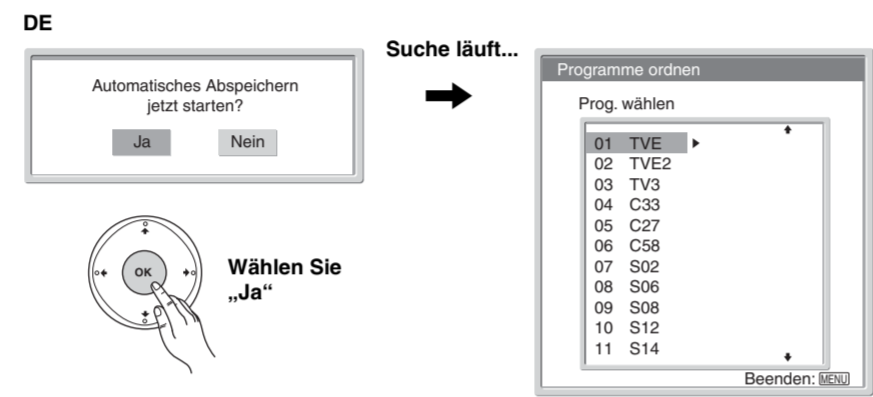 DE
Automatisches Abspeichern
jetzt starten?
Ja Nein
OK
Wählen Sie
„Ja“
Suche läuft...
Programme ordnen
Prog. wählen
01 TVE
02 TVE2
03 TV3
04 C33
05 C27
06 C58
07 S02
08 S06
09 S08
10 S12
11 S14
Beenden: MENU